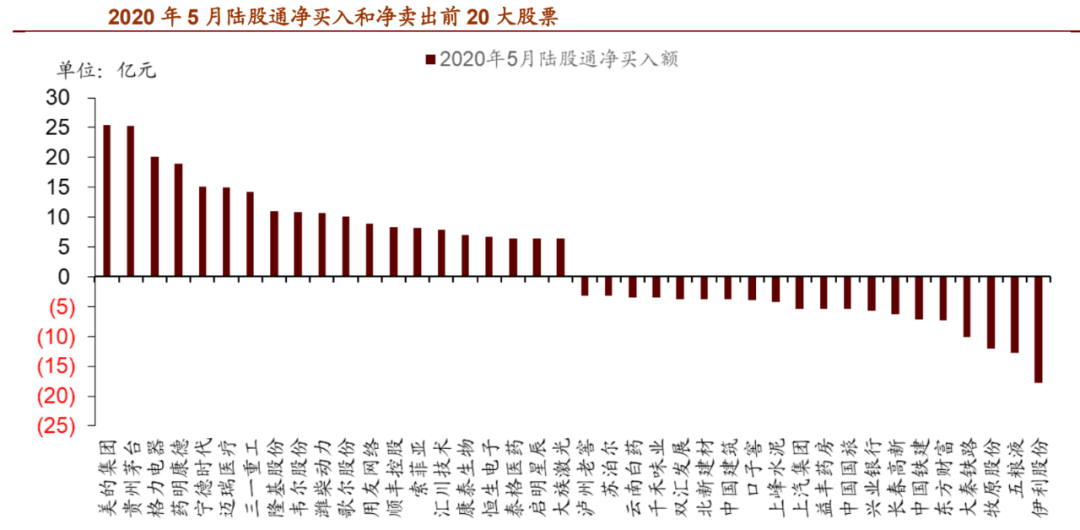 2020 年 5 月陆股通净买入和净卖出前 20 大股票
2020年5月陆股通净买入额
单位：亿元
30
25
20
15
10
5
0
(5)
(10)
(15)
(20)
(25)
美的集团
贵州茅台
格力电器
药明康德
宁德时代
迈瑞医疗
三一重工
隆基股份
韦尔股份
潍柴动力
歌尔股份
用友网络
顺丰控股
索菲亚
汇川技术
康泰生物
恒生电子
泰格医药
启明星辰
大族激光
泸州老窖
苏泊尔
云南白药
千禾味业
双汇发展
北新建材
中国建筑
口子窖
上峰水泥
上汽集团
益丰药房
中国国旅
兴业银行
长春高新
中国铁建
东方财富
大秦铁路
牧原股份
五粮液
伊利股份